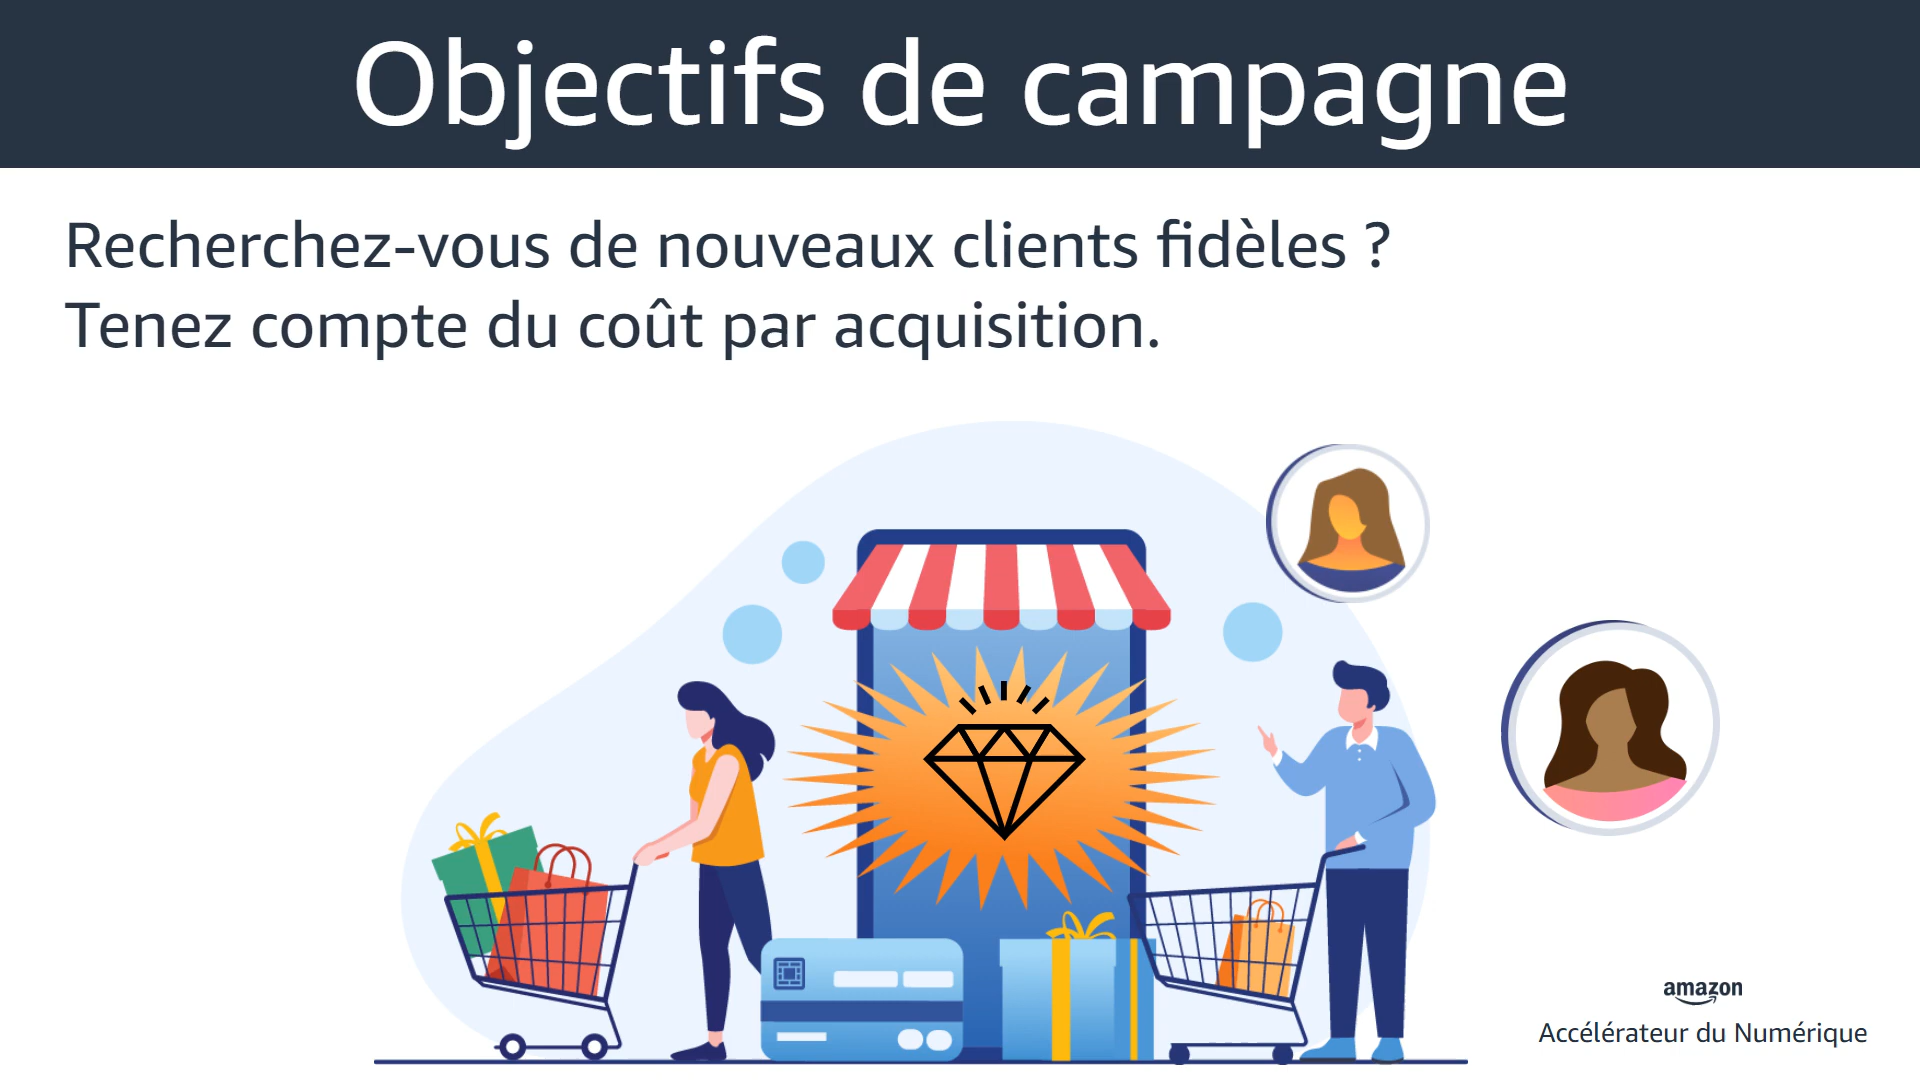 Objectifs de campagne
Recherchez-vous de nouveaux clients fidèles ?
Tenez compte du coût par acquisition.
amazon
Accélérateur du Numérique